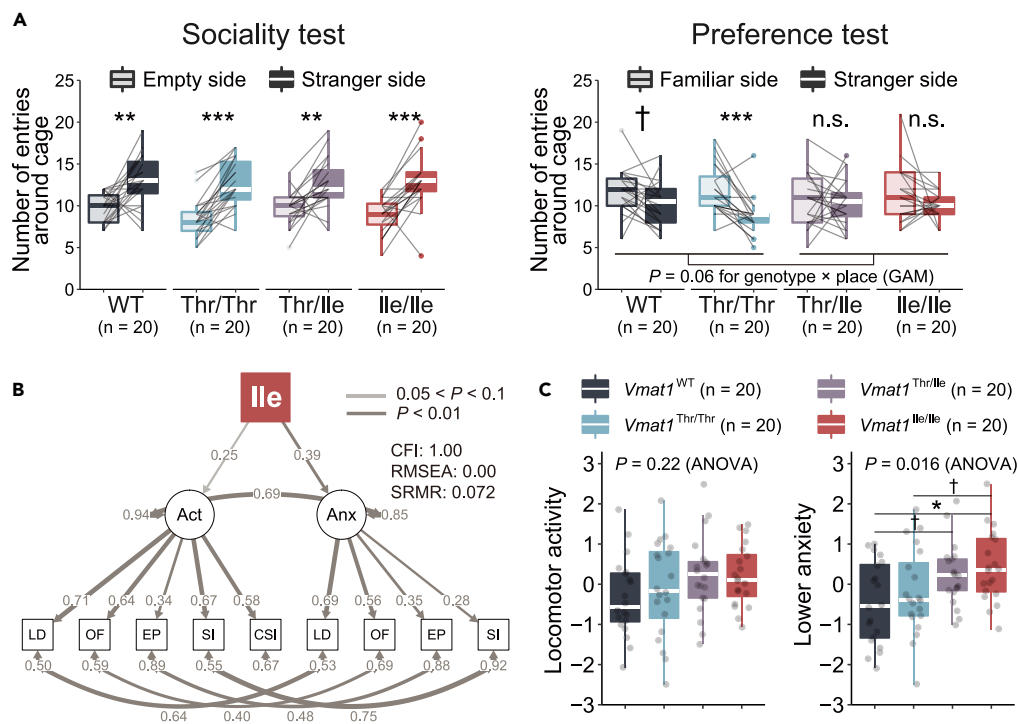 A
Sociality test
Empty side Stranger side
Number of entries around cage
25
20
15
10
5
0
** *** ** ***
WT Thr/Thr Thr/Ile Ile/Ile
(n = 20) (n = 20) (n = 20) (n = 20)
Preference test
Familiar side Stranger side
Number of entries around cage
25
20
15
10
5
0
† *** n.s. n.s.
P = 0.06 for genotype × place (GAM)
WT Thr/Thr Thr/Ile Ile/Ile
(n = 20) (n = 20) (n = 20) (n = 20)
B
Ile
0.05 < P < 0.1
P < 0.01
CFI: 1.00
RMSEA: 0.00
SRMR: 0.072
0.25 0.39
0.69
0.94 Act Anx 0.85
0.71 0.64 0.34 0.67 0.58 0.69 0.56 0.35 0.28
LD OF EP SI CSI LD OF EP SI
0.50 0.59 0.89 0.55 0.67 0.53 0.69 0.88 0.92
0.64 0.40 0.48 0.75
C
Vmat1WT (n = 20) Vmat1Thr/Ile (n = 20)
Vmat1Thr/Thr (n = 20) Vmat1Ile/Ile (n = 20)
Locomotor activity
3
2
1
0
−1
−2
−3
P = 0.22 (ANOVA)
Lower anxiety
3
2
1
0
−1
−2
−3
P = 0.016 (ANOVA)
†
*
†